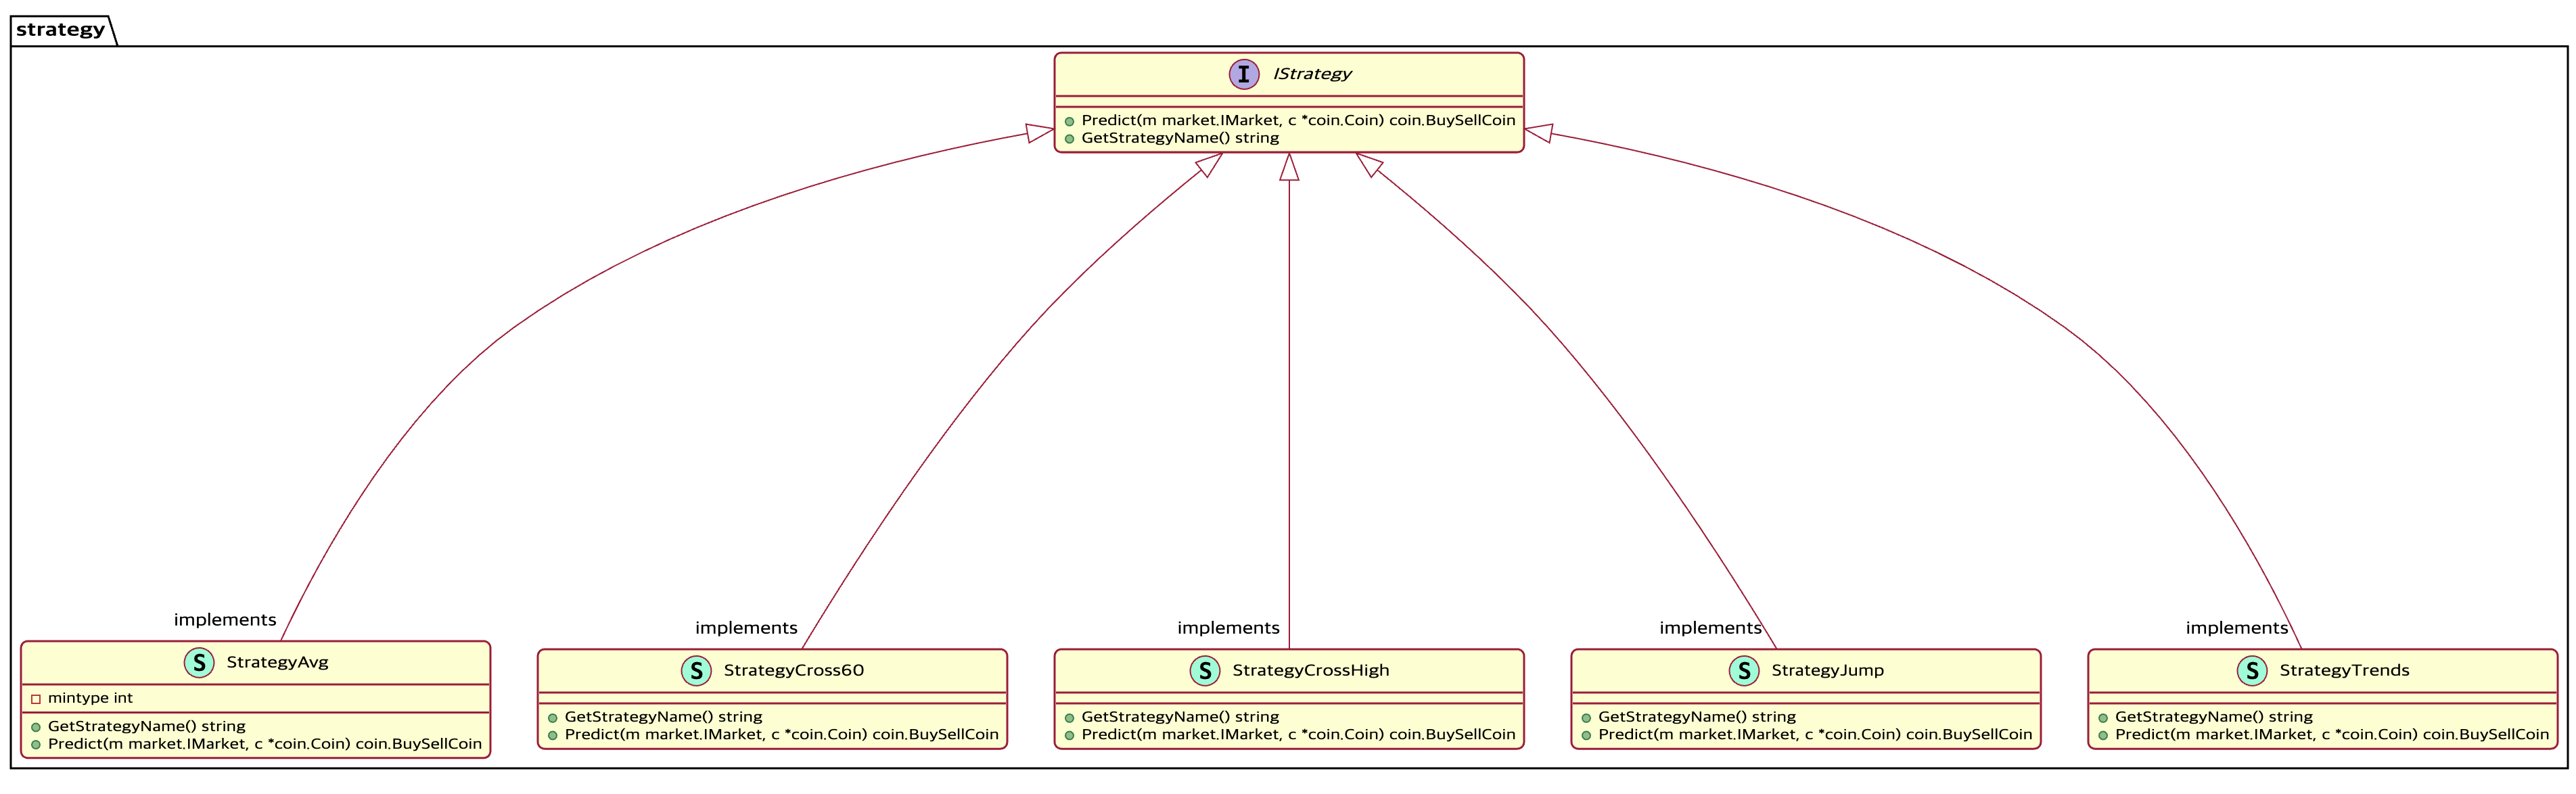 strategy
I IStrategy
Predict(m market.IMarket, c *coin.Coin) coin.BuySellCoin
GetStrategyName() string
implements
implements
implements
implements
implements
S StrategyAvg
mintype int
GetStrategyName() string
Predict(m market.IMarket, c *coin.Coin) coin.BuySellCoin
S StrategyCross60
GetStrategyName() string
Predict(m market.IMarket, c *coin.Coin) coin.BuySellCoin
S StrategyCrossHigh
GetStrategyName() string
Predict(m market.IMarket, c *coin.Coin) coin.BuySellCoin
S StrategyJump
GetStrategyName() string
Predict(m market.IMarket, c *coin.Coin) coin.BuySellCoin
S StrategyTrends
GetStrategyName() string
Predict(m market.IMarket, c *coin.Coin) coin.BuySellCoin